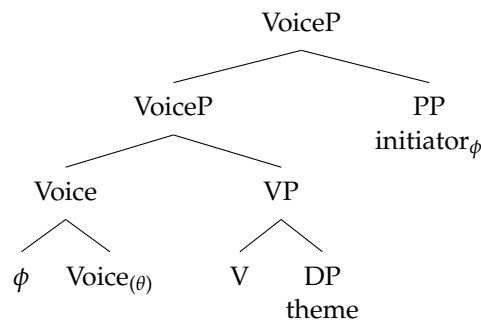 VoiceP
VoiceP PP
initiator_ϕ
Voice VP
ϕ Voice_(θ) V DP
theme